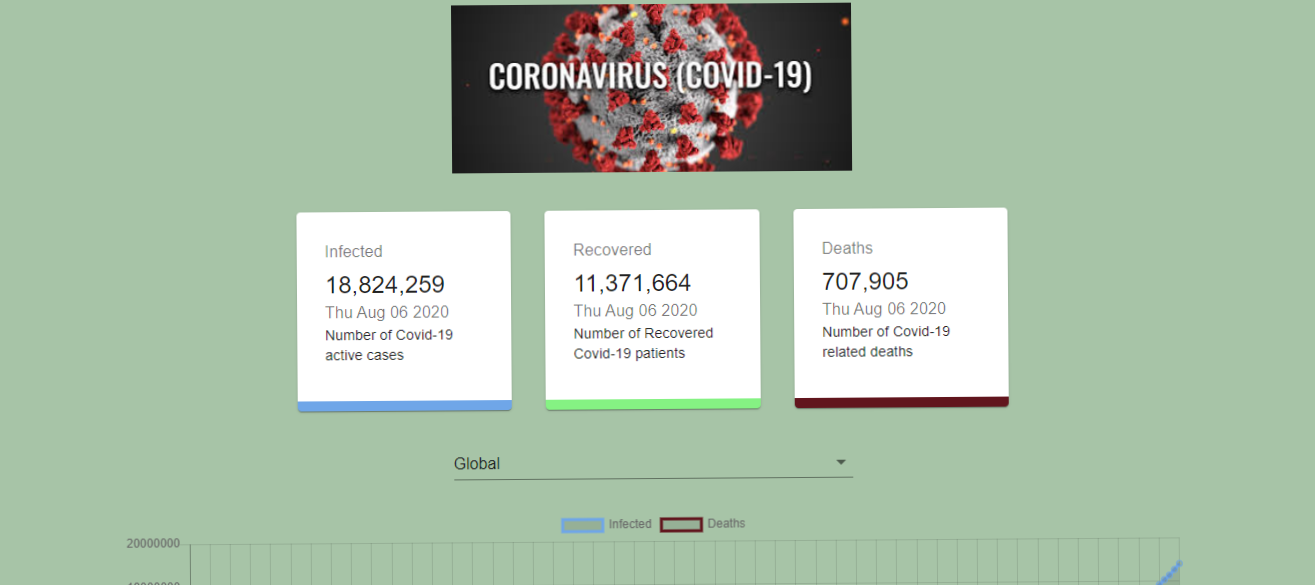 CORONAVIRUS (COVID-19)
Infected
18,824,259
Thu Aug 06 2020
Number of Covid-19
active cases
Recovered
11,371,664
Thu Aug 06 2020
Number of Recovered
Covid-19 patients
Deaths
707,905
Thu Aug 06 2020
Number of Covid-19
related deaths
Global
Infected Deaths
20000000